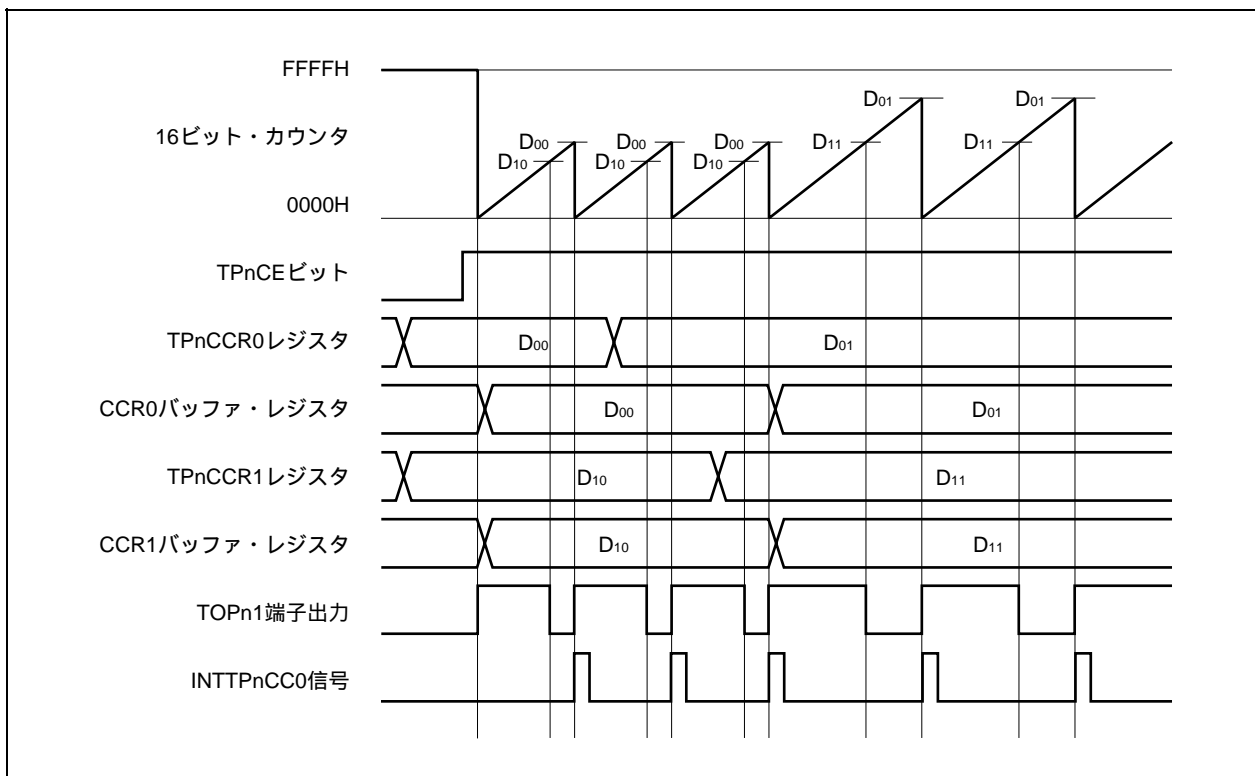 FFFFH
D01 D01
16ビット・カウンタ
D00 D00 D00 D11 D11
D10 D10 D10
0000H
TPnCEビット
TPnCCR0レジスタ D00 D01
CCR0バッファ・レジスタ D00 D01
TPnCCR1レジスタ D10 D11
CCR1バッファ・レジスタ D10 D11
TOPn1端子出力
INTTPnCC0信号